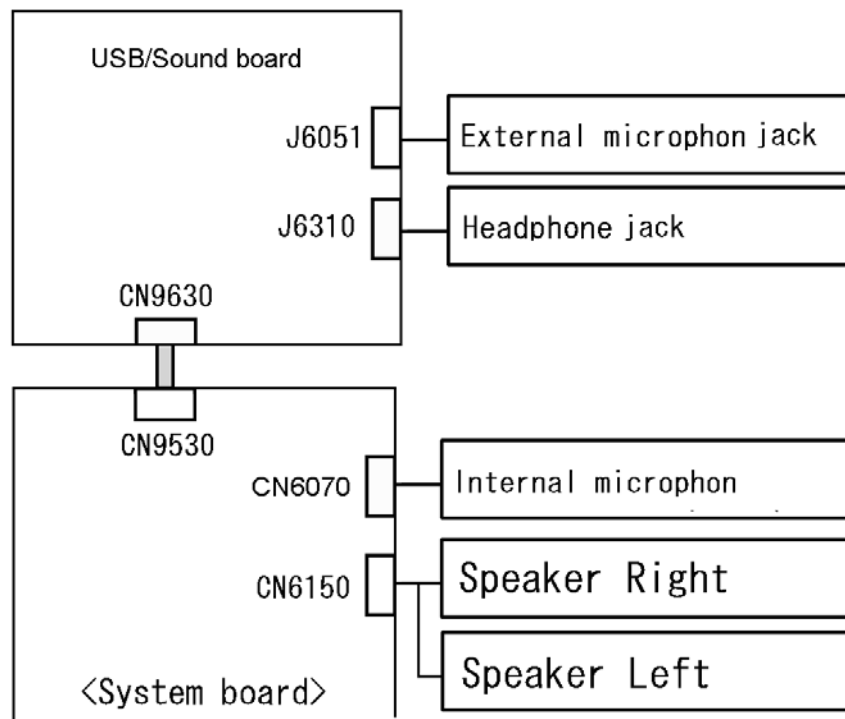 USB/Sound board
J6051
External microphon jack
J6310
Headphone jack
CN9630
CN9530
CN6070
Internal microphon
CN6150
Speaker Right
Speaker Left
<System board>